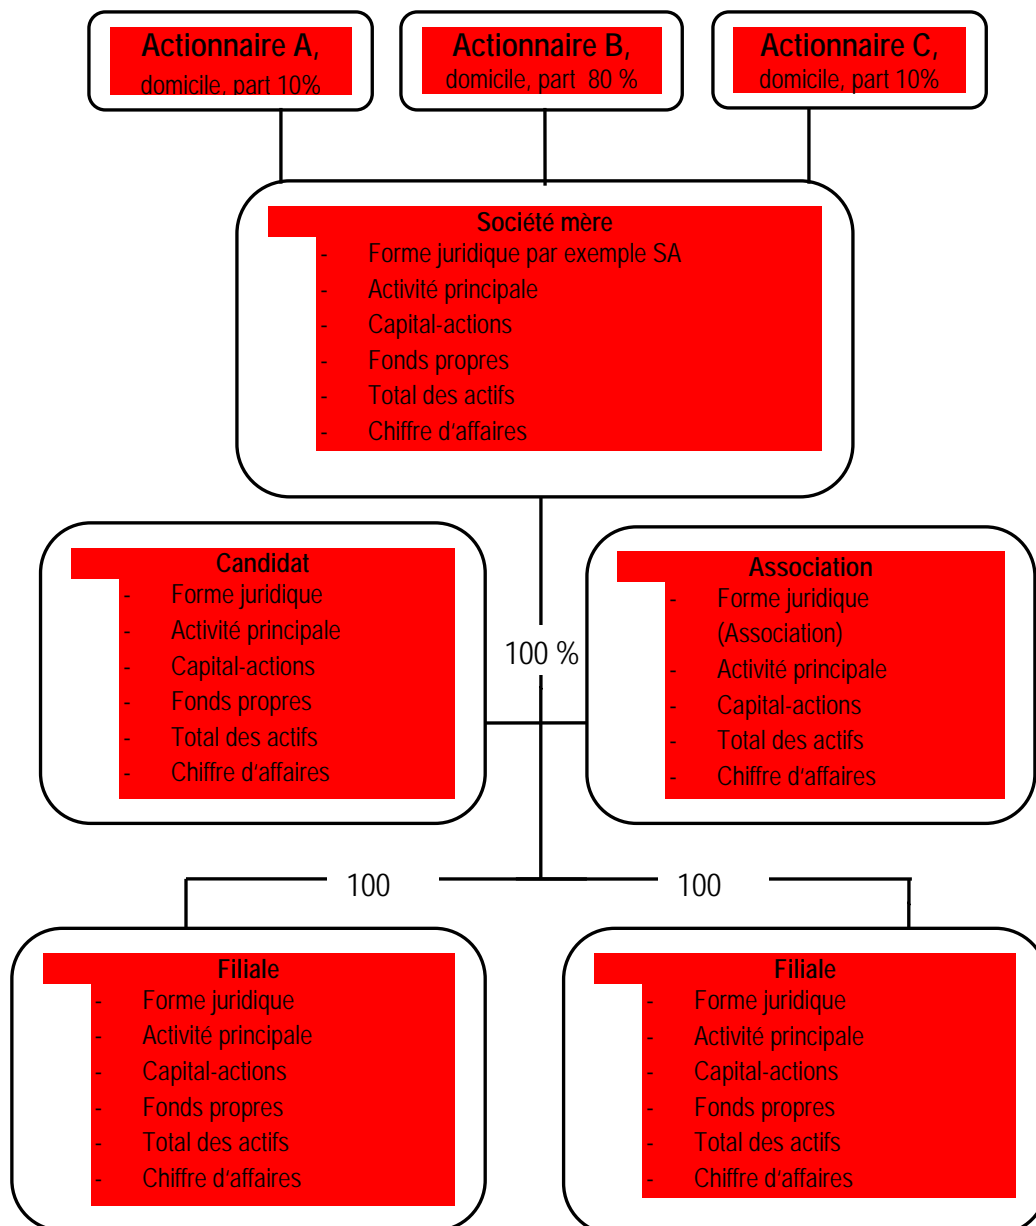 Actionnaire A,
domicile, part 10%
Actionnaire B,
domicile, part  80 %
Actionnaire C,
domicile, part 10%
Société mère
- Forme juridique par exemple SA
- Activité principale
- Capital-actions
- Fonds propres
- Total des actifs
- Chiffre d'affaires
Candidat
- Forme juridique
- Activité principale
- Capital-actions
- Fonds propres
- Total des actifs
- Chiffre d'affaires
100 %
Association
- Forme juridique
(Association)
- Activité principale
- Capital-actions
- Total des actifs
- Chiffre d'affaires
100
100
Filiale
- Forme juridique
- Activité principale
- Capital-actions
- Fonds propres
- Total des actifs
- Chiffre d'affaires
Filiale
- Forme juridique
- Activité principale
- Capital-actions
- Fonds propres
- Total des actifs
- Chiffre d'affaires